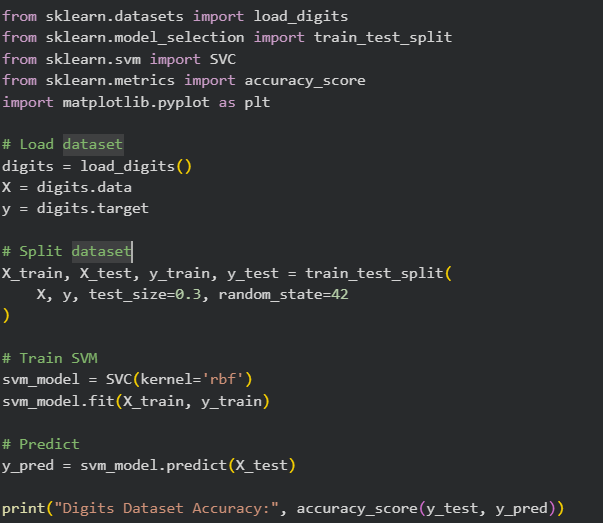 from sklearn.datasets import load_digits
from sklearn.model_selection import train_test_split
from sklearn.svm import SVC
from sklearn.metrics import accuracy_score
import matplotlib.pyplot as plt

# Load dataset
digits = load_digits()
X = digits.data
y = digits.target

# Split dataset
X_train, X_test, y_train, y_test = train_test_split(
    X, y, test_size=0.3, random_state=42
)

# Train SVM
svm_model = SVC(kernel='rbf')
svm_model.fit(X_train, y_train)

# Predict
y_pred = svm_model.predict(X_test)

print("Digits Dataset Accuracy:", accuracy_score(y_test, y_pred))